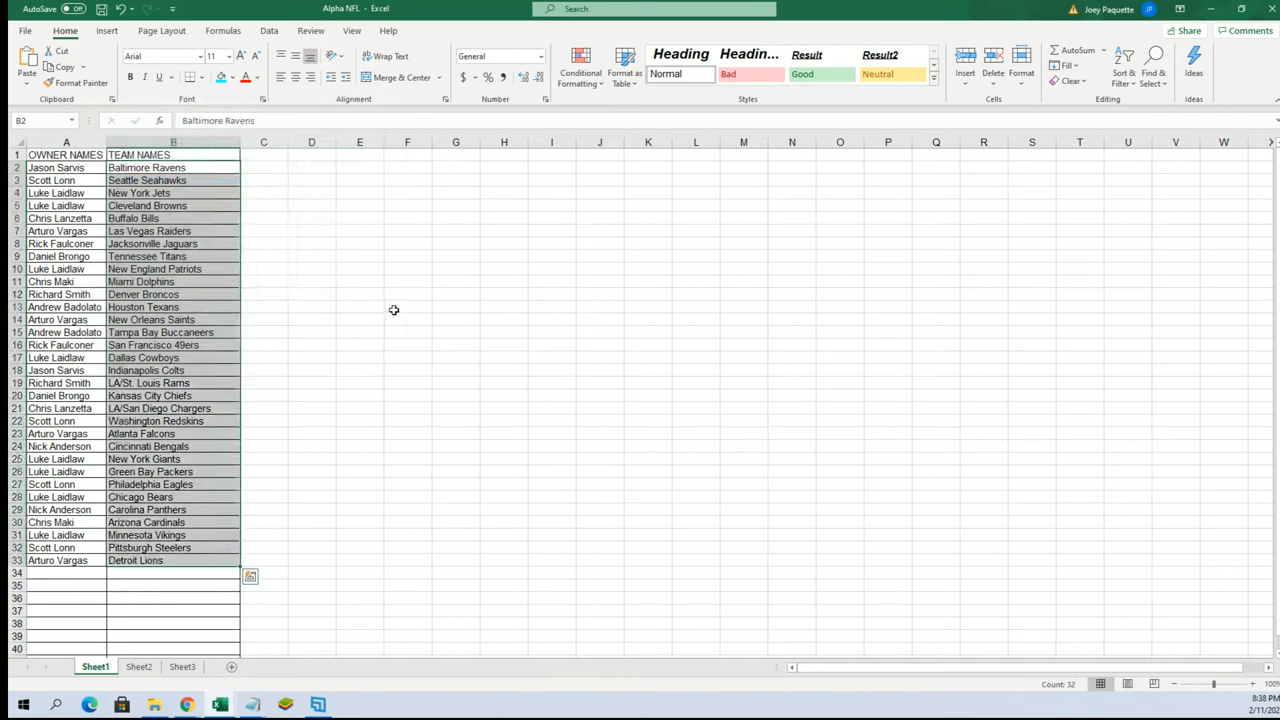 AutoSave Off Alpha NFL - Excel Search Joey Paquette JP
File Home Insert Page Layout Formulas Data Review View Help Share Comments
Paste Cut Copy Format Painter Clipboard
Arial 11 Font
Wrap Text Merge & Center Alignment
General Number
Conditional Formatting Format as Table
Heading Headin... Result Result2
Normal Bad Good Neutral
Styles
Insert Delete Format Cells
AutoSum Fill Clear Sort & Filter Find & Select Editing
Ideas Ideas
B2 fx Baltimore Ravens
A B C D E F G H I J K L M N O P Q R S T U V W X
1 OWNER NAMES TEAM NAMES
2 Jason Sarvis Baltimore Ravens
3 Scott Lonn Seattle Seahawks
4 Luke Laidlaw New York Jets
5 Luke Laidlaw Cleveland Browns
6 Chris Lanzetta Buffalo Bills
7 Arturo Vargas Las Vegas Raiders
8 Rick Faulconer Jacksonville Jaguars
9 Daniel Brongo Tennessee Titans
10 Luke Laidlaw New England Patriots
11 Chris Maki Miami Dolphins
12 Richard Smith Denver Broncos
13 Andrew Badolato Houston Texans
14 Arturo Vargas New Orleans Saints
15 Andrew Badolato Tampa Bay Buccaneers
16 Rick Faulconer San Francisco 49ers
17 Luke Laidlaw Dallas Cowboys
18 Jason Sarvis Indianapolis Colts
19 Richard Smith LA/St. Louis Rams
20 Daniel Brongo Kansas City Chiefs
21 Chris Lanzetta LA/San Diego Chargers
22 Scott Lonn Washington Redskins
23 Arturo Vargas Atlanta Falcons
24 Nick Anderson Cincinnati Bengals
25 Luke Laidlaw New York Giants
26 Luke Laidlaw Green Bay Packers
27 Scott Lonn Philadelphia Eagles
28 Luke Laidlaw Chicago Bears
29 Nick Anderson Carolina Panthers
30 Chris Maki Arizona Cardinals
31 Luke Laidlaw Minnesota Vikings
32 Scott Lonn Pittsburgh Steelers
33 Arturo Vargas Detroit Lions
34
35
36
37
38
39
40
Sheet1 Sheet2 Sheet3
Count: 32 100%
8:38 PM
2/11/202